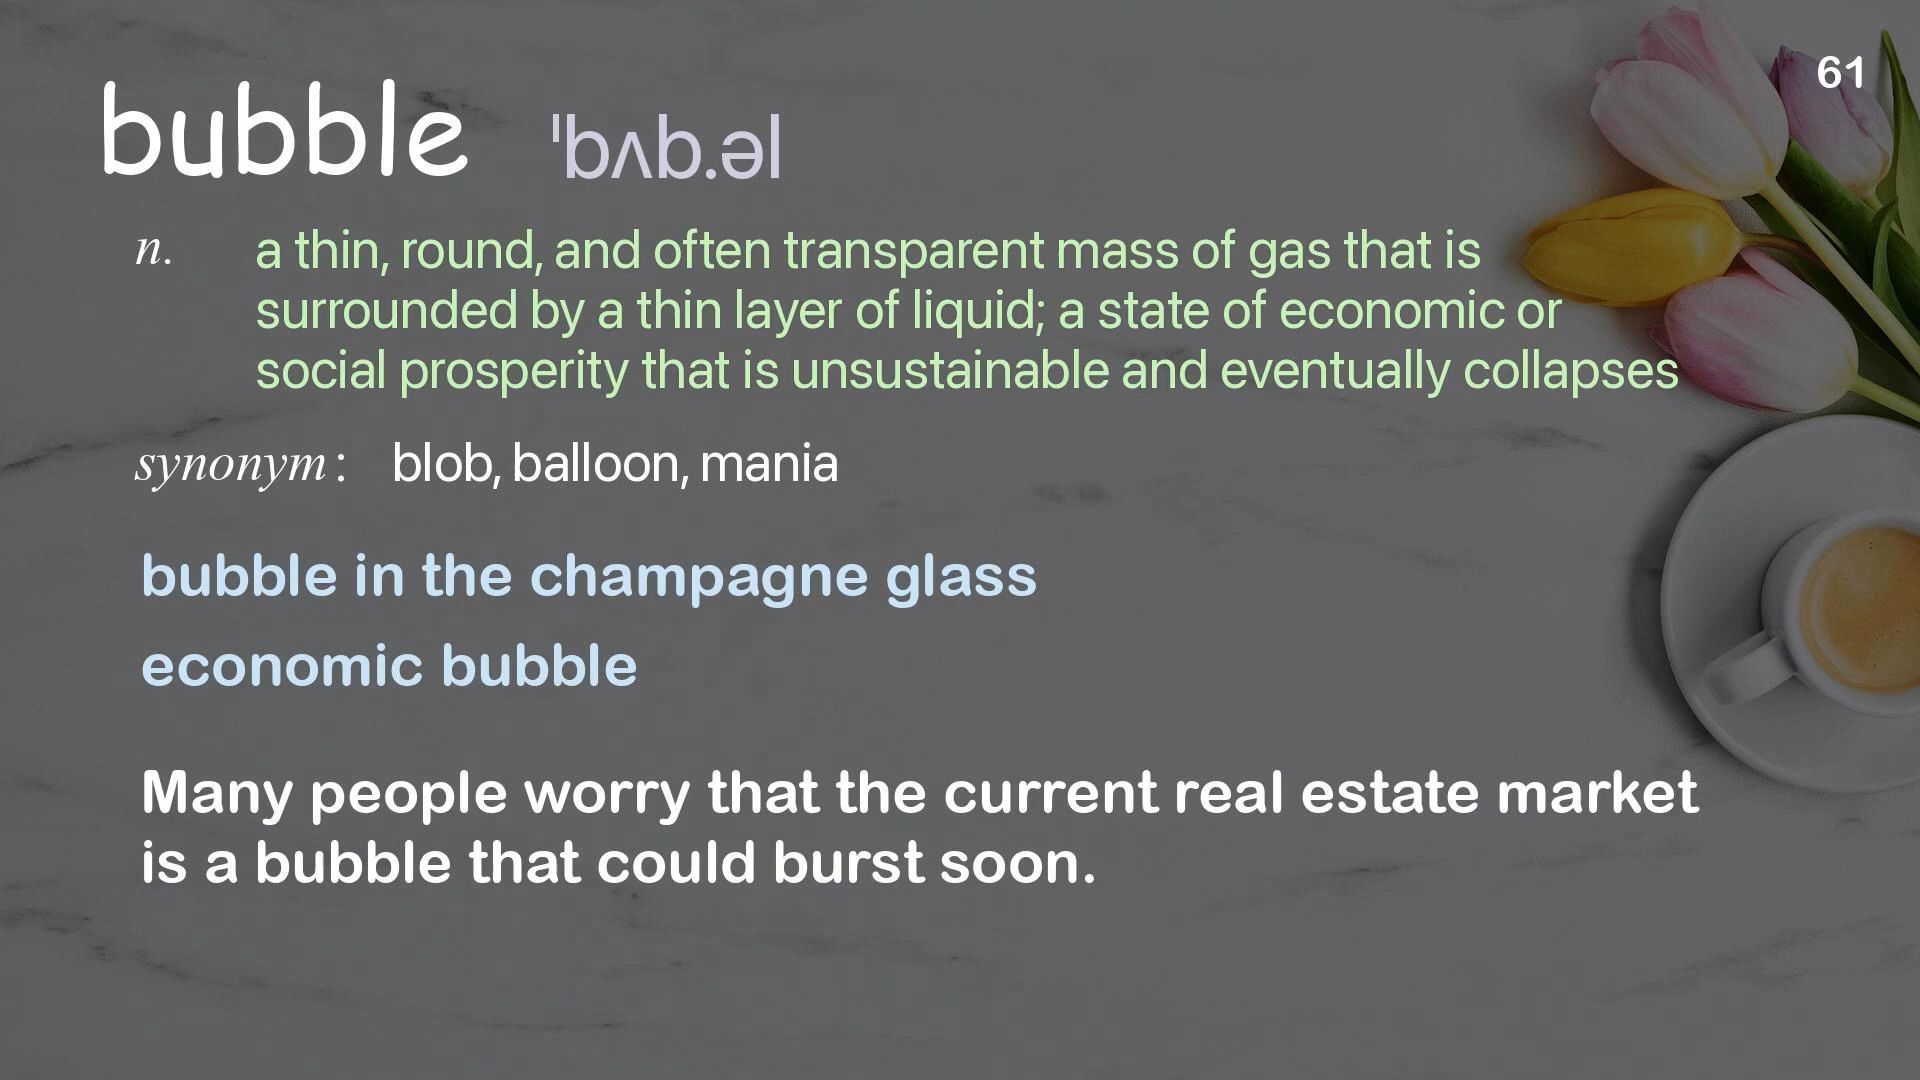 61
bubble ˈbʌb.əl
n. a thin, round, and often transparent mass of gas that is
surrounded by a thin layer of liquid; a state of economic or
social prosperity that is unsustainable and eventually collapses
synonym: blob, balloon, mania
bubble in the champagne glass
economic bubble
Many people worry that the current real estate market
is a bubble that could burst soon.